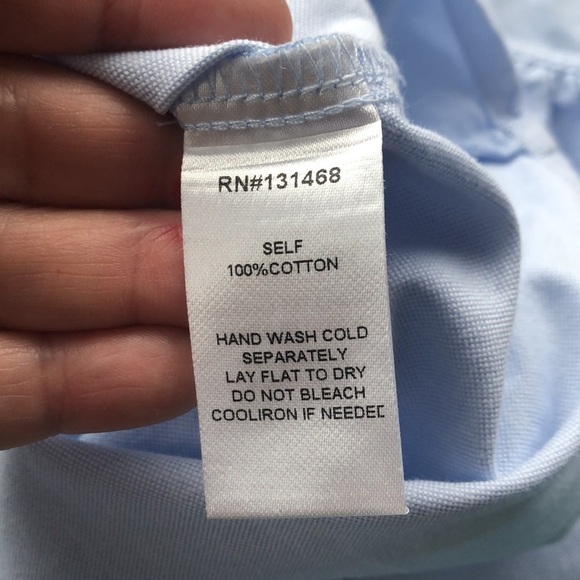 RN#131468
SELF
100%COTTON
HAND WASH COLD
SEPARATELY
LAY FLAT TO DRY
DO NOT BLEACH
COOLIRON IF NEEDED